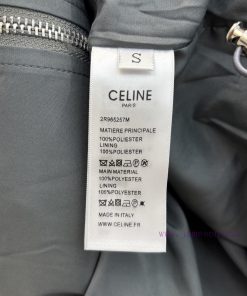 S
CELINE
PARIS
2R965257M
MATIÈRE PRINCIPALE
100%POLYESTER
LINING
100%POLYESTER
MAIN MATERIAL
100%POLYESTER
LINING
100%POLYESTER
MADE IN ITALY
WWW.CELINE.FR